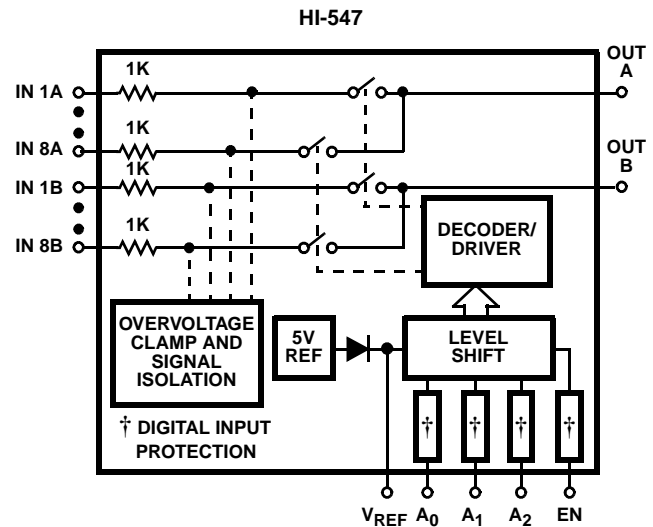 HI-547
1K
OUT
A
IN 1A
1K
IN 8A
OUT
B
1K
IN 1B
1K
IN 8B
DECODER/
DRIVER
OVERVOLTAGE
CLAMP AND
SIGNAL
ISOLATION
5V
REF
LEVEL
SHIFT
† DIGITAL INPUT
PROTECTION
† † † †
VREF A0 A1 A2 EN